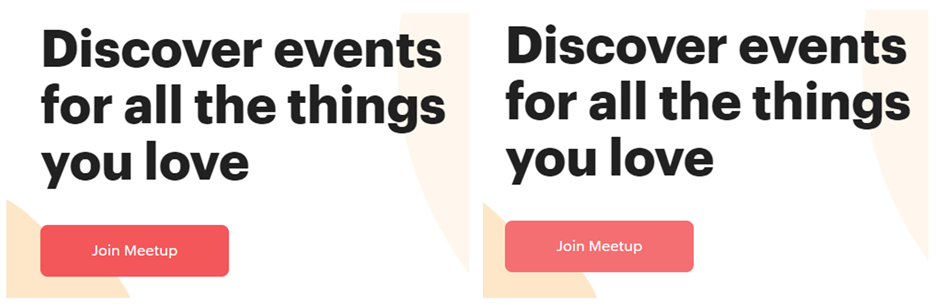 Discover events
for all the things
you love
Join Meetup
Discover events
for all the things
you love
Join Meetup